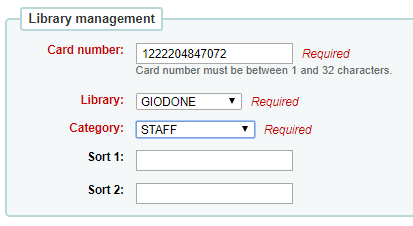 Library management
Card number: 1222204847072 Required
Card number must be between 1 and 32 characters.
Library: GIODONE Required
Category: STAFF Required
Sort 1:
Sort 2: